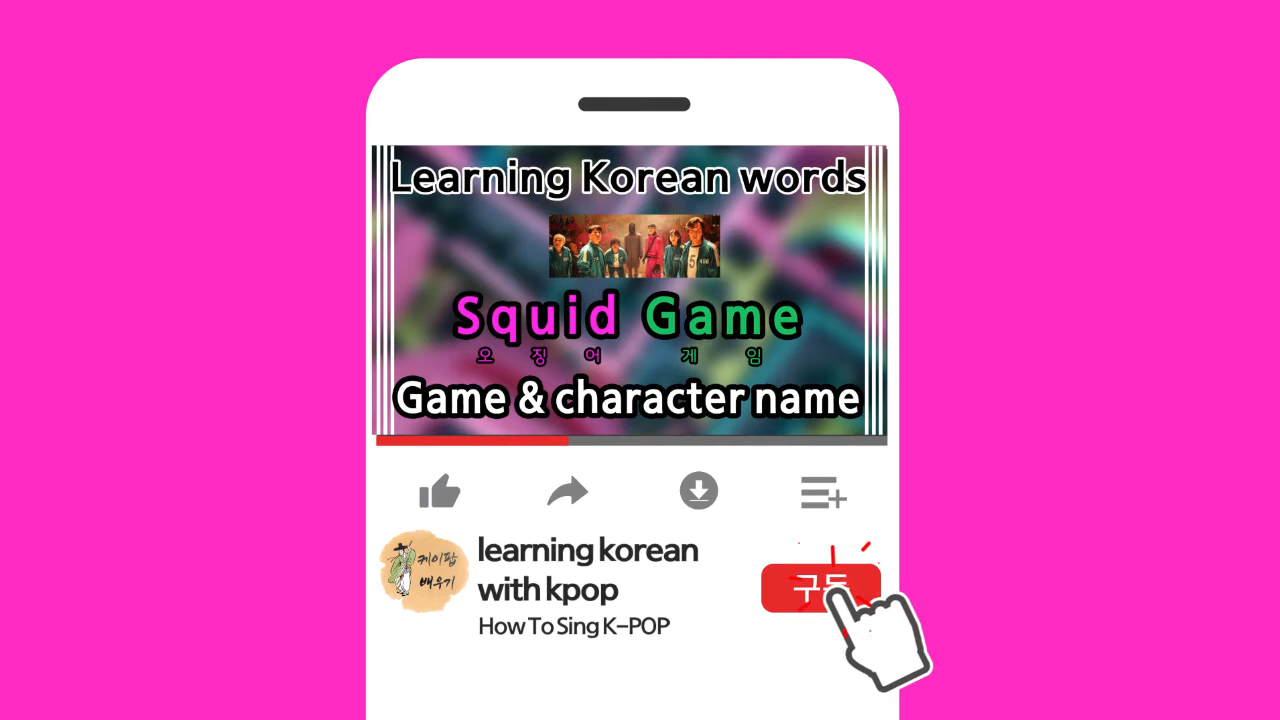 Learning Korean words
Squid Game
오징어 게임
Game & character name
케이팝
배우기
learning korean
with kpop
How To Sing K-POP
구독